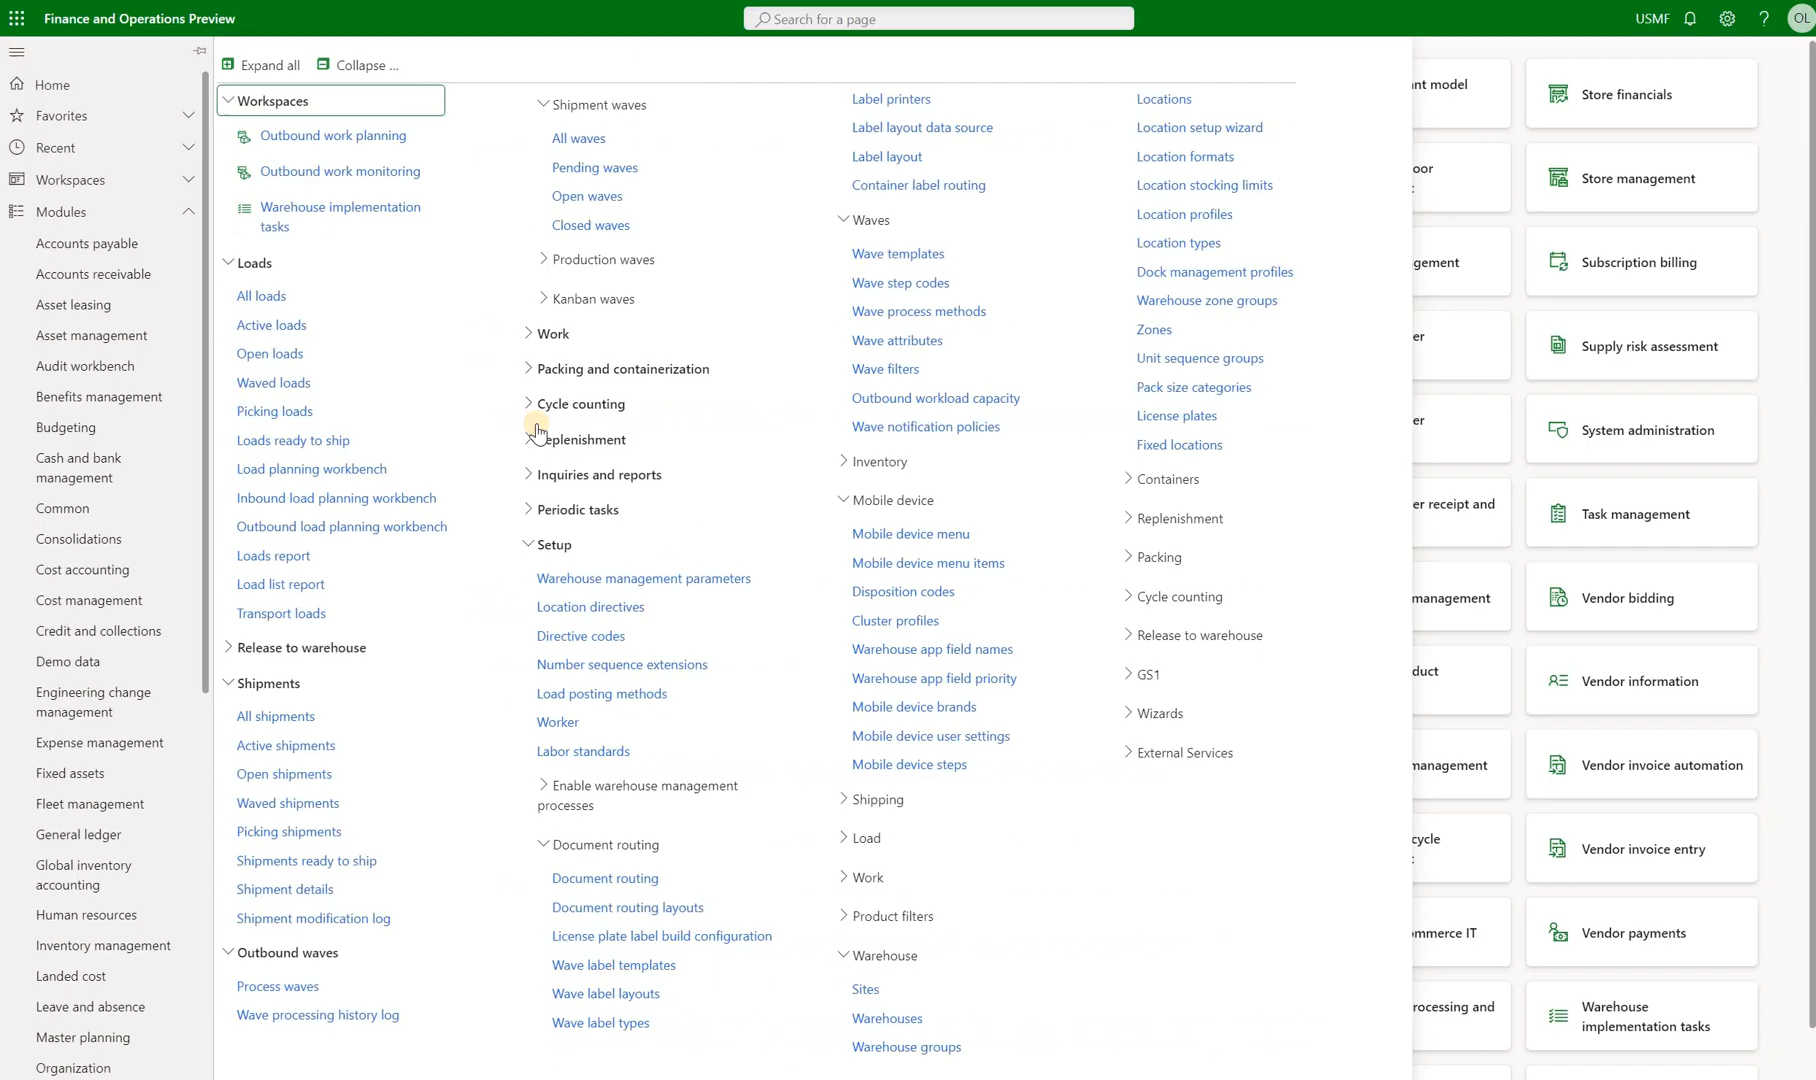 Finance and Operations Preview
Search for a page
USMF
?
OL
Home
Favorites
Recent
Workspaces
Modules
Accounts payable
Accounts receivable
Asset leasing
Asset management
Audit workbench
Benefits management
Budgeting
Cash and bank
management
Common
Consolidations
Cost accounting
Cost management
Credit and collections
Demo data
Engineering change
management
Expense management
Fixed assets
Fleet management
General ledger
Global inventory
accounting
Human resources
Inventory management
Landed cost
Leave and absence
Master planning
Organization
Expand all
Collapse ...
Workspaces
Outbound work planning
Outbound work monitoring
Warehouse implementation
tasks
Loads
All loads
Active loads
Open loads
Waved loads
Picking loads
Loads ready to ship
Load planning workbench
Inbound load planning workbench
Outbound load planning workbench
Loads report
Load list report
Transport loads
Release to warehouse
Shipments
All shipments
Active shipments
Open shipments
Waved shipments
Picking shipments
Shipments ready to ship
Shipment details
Shipment modification log
Outbound waves
Process waves
Wave processing history log
Shipment waves
All waves
Pending waves
Open waves
Closed waves
Production waves
Kanban waves
Work
Packing and containerization
Cycle counting
eplenishment
Inquiries and reports
Periodic tasks
Setup
Warehouse management parameters
Location directives
Directive codes
Number sequence extensions
Load posting methods
Worker
Labor standards
Enable warehouse management
processes
Document routing
Document routing
Document routing layouts
License plate label build configuration
Wave label templates
Wave label layouts
Wave label types
Label printers
Label layout data source
Label layout
Container label routing
Waves
Wave templates
Wave step codes
Wave process methods
Wave attributes
Wave filters
Outbound workload capacity
Wave notification policies
Inventory
Mobile device
Mobile device menu
Mobile device menu items
Disposition codes
Cluster profiles
Warehouse app field names
Warehouse app field priority
Mobile device brands
Mobile device user settings
Mobile device steps
Shipping
Load
Work
Product filters
Warehouse
Sites
Warehouses
Warehouse groups
Locations
Location setup wizard
Location formats
Location stocking limits
Location profiles
Location types
Dock management profiles
Warehouse zone groups
Zones
Unit sequence groups
Pack size categories
License plates
Fixed locations
Containers
Replenishment
Packing
Cycle counting
Release to warehouse
GS1
Wizards
External Services
nt model
oor
:
gement
er
er
er receipt and
management
duct
management
cycle
:
mmerce IT
rocessing and
Store financials
Store management
Subscription billing
Supply risk assessment
System administration
Task management
Vendor bidding
Vendor information
Vendor invoice automation
Vendor invoice entry
Vendor payments
Warehouse
implementation tasks